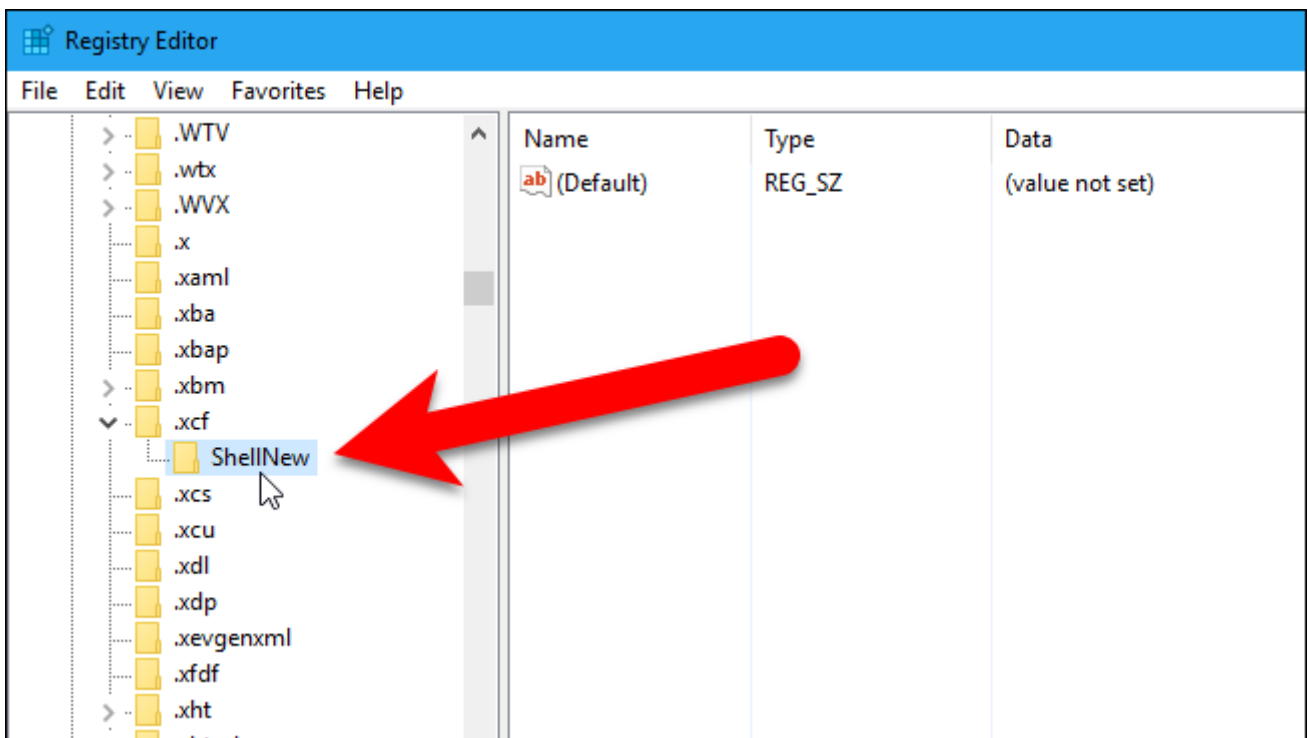 Registry Editor
File Edit View Favorites Help
.WTV
.wtx
.WVX
.x
.xaml
.xba
.xbap
.xbm
.xcf
ShellNew
.xcs
.xcu
.xdl
.xdp
.xevgenxml
.xfdf
.xht
Name Type Data
ab (Default) REG_SZ (value not set)